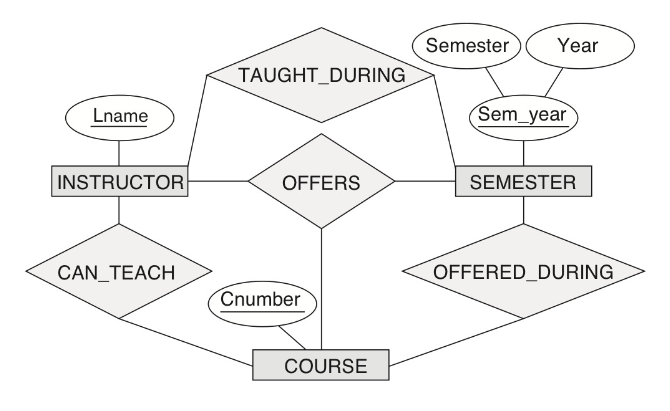 Semester
Year
TAUGHT_DURING
Lname
Sem_year
INSTRUCTOR
OFFERS
SEMESTER
CAN_TEACH
OFFERED_DURING
Cnumber
COURSE